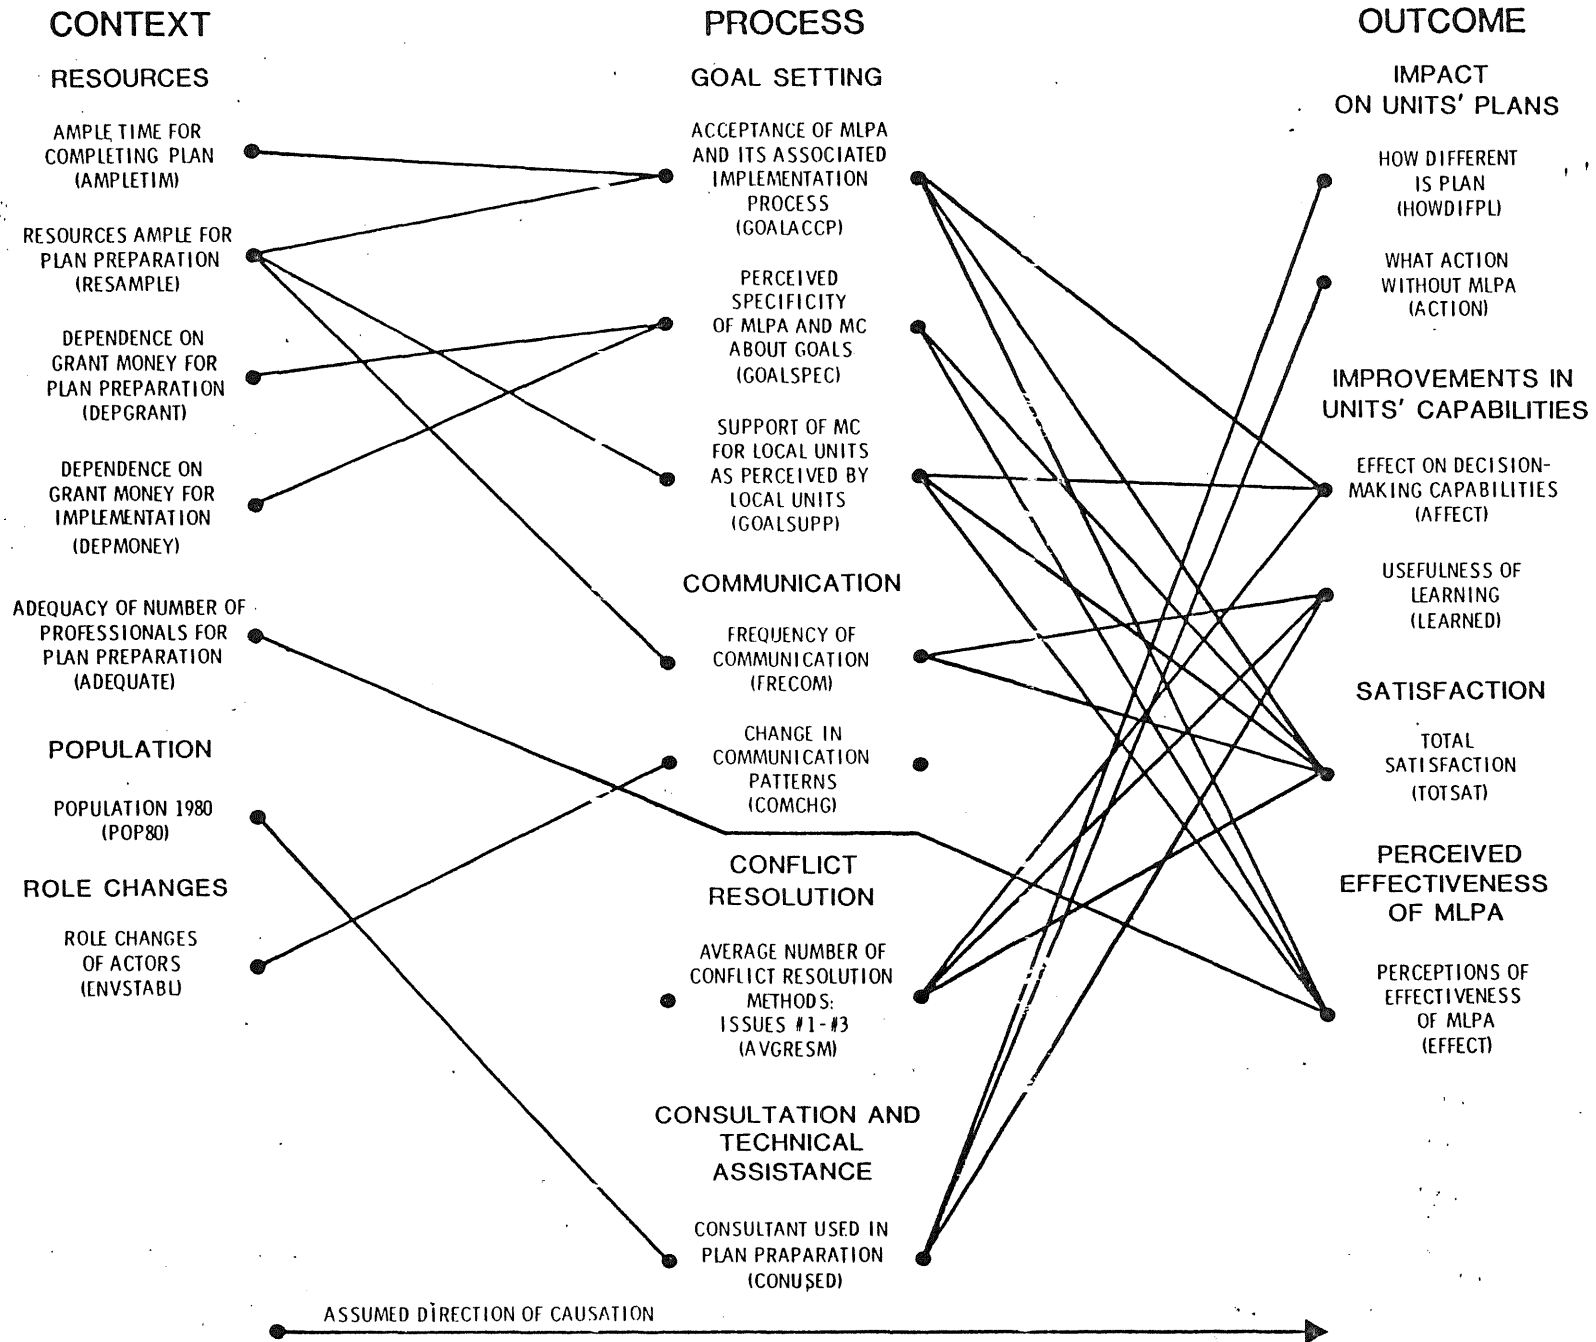 CONTEXT
RESOURCES
AMPLE TIME FOR
COMPLETING PLAN
(AMPLETIM)
RESOURCES AMPLE FOR
PLAN PREPARATION
(RESAMPLE)
DEPENDENCE ON
GRANT MONEY FOR
PLAN PREPARATION
(DEPGRANT)
DEPENDENCE ON
GRANT MONEY FOR
IMPLEMENTATION
(DEPMONEY)
ADEQUACY OF NUMBER OF
PROFESSIONALS FOR
PLAN PREPARATION
(ADEQUATE)
POPULATION
POPULATION 1980
(POP80)
ROLE CHANGES
ROLE CHANGES
OF ACTORS
(ENVSTABL)
PROCESS
GOAL SETTING
ACCEPTANCE OF MLPA
AND ITS ASSOCIATED
IMPLEMENTATION
PROCESS
(GOALACCP)
PERCEIVED
SPECIFICITY
OF MLPA AND MC
ABOUT GOALS
(GOALSPEC)
SUPPORT OF MC
FOR LOCAL UNITS
AS PERCEIVED BY
LOCAL UNITS
(GOALSUPP)
COMMUNICATION
FREQUENCY OF
COMMUNICATION
(FRECOM)
CHANGE IN
COMMUNICATION
PATTERNS
(COMCHG)
CONFLICT
RESOLUTION
AVERAGE NUMBER OF
CONFLICT RESOLUTION
METHODS:
ISSUES #1-#3
(AVGRESM)
CONSULTATION AND
TECHNICAL
ASSISTANCE
CONSULTANT USED IN
PLAN PRAPARATION
(CONUSED)
OUTCOME
IMPACT
ON UNITS' PLANS
HOW DIFFERENT
IS PLAN
(HOWDIFPL)
WHAT ACTION
WITHOUT MLPA
(ACTION)
IMPROVEMENTS IN
UNITS' CAPABILITIES
EFFECT ON DECISION-
MAKING CAPABILITIES
(AFFECT)
USEFULNESS OF
LEARNING
(LEARNED)
SATISFACTION
TOTAL
SATISFACTION
(TOTSAT)
PERCEIVED
EFFECTIVENESS
OF MLPA
PERCEPTIONS OF
EFFECTIVENESS
OF MLPA
(EFFECT)
ASSUMED DIRECTION OF CAUSATION